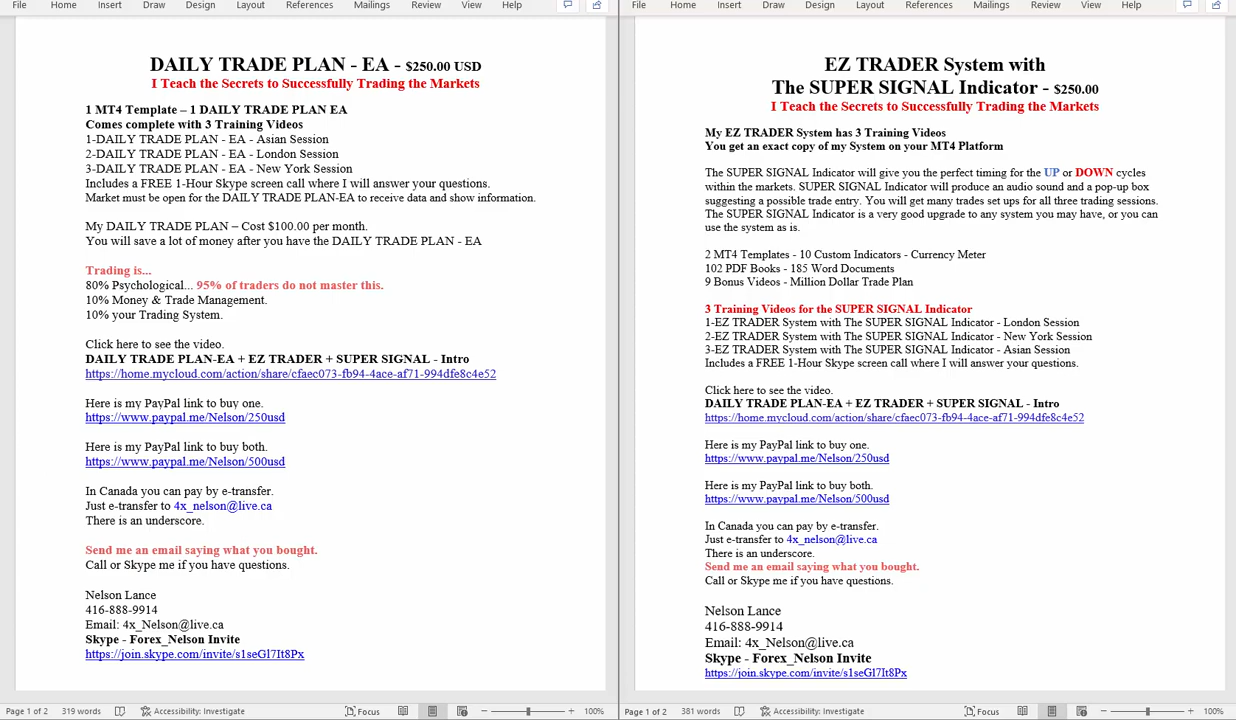 File Home Insert Draw Design Layout References Mailings Review View Help
DAILY TRADE PLAN - EA - $250.00 USD
I Teach the Secrets to Successfully Trading the Markets
1 MT4 Template – 1 DAILY TRADE PLAN EA
Comes complete with 3 Training Videos
1-DAILY TRADE PLAN - EA - Asian Session
2-DAILY TRADE PLAN - EA - London Session
3-DAILY TRADE PLAN - EA - New York Session
Includes a FREE 1-Hour Skype screen call where I will answer your questions.
Market must be open for the DAILY TRADE PLAN-EA to receive data and show information.
My DAILY TRADE PLAN – Cost $100.00 per month.
You will save a lot of money after you have the DAILY TRADE PLAN - EA
Trading is...
80% Psychological... 95% of traders do not master this.
10% Money & Trade Management.
10% your Trading System.
Click here to see the video.
DAILY TRADE PLAN-EA + EZ TRADER + SUPER SIGNAL - Intro
https://home.mycloud.com/action/share/cfaec073-fb94-4ace-af71-994dfe8c4e52
Here is my PayPal link to buy one.
https://www.paypal.me/Nelson/250usd
Here is my PayPal link to buy both.
https://www.paypal.me/Nelson/500usd
In Canada you can pay by e-transfer.
Just e-transfer to 4x_nelson@live.ca
There is an underscore.
Send me an email saying what you bought.
Call or Skype me if you have questions.
Nelson Lance
416-888-9914
Email: 4x_Nelson@live.ca
Skype - Forex_Nelson Invite
https://join.skype.com/invite/s1seGl7It8Px
Page 1 of 2 319 words Accessibility: Investigate Focus 100%
File Home Insert Draw Design Layout References Mailings Review View Help
EZ TRADER System with
The SUPER SIGNAL Indicator - $250.00
I Teach the Secrets to Successfully Trading the Markets
My EZ TRADER System has 3 Training Videos
You get an exact copy of my System on your MT4 Platform
The SUPER SIGNAL Indicator will give you the perfect timing for the UP or DOWN cycles
within the markets. SUPER SIGNAL Indicator will produce an audio sound and a pop-up box
suggesting a possible trade entry. You will get many trades set ups for all three trading sessions.
The SUPER SIGNAL Indicator is a very good upgrade to any system you may have, or you can
use the system as is.
2 MT4 Templates - 10 Custom Indicators - Currency Meter
102 PDF Books - 185 Word Documents
9 Bonus Videos - Million Dollar Trade Plan
3 Training Videos for the SUPER SIGNAL Indicator
1-EZ TRADER System with The SUPER SIGNAL Indicator - London Session
2-EZ TRADER System with The SUPER SIGNAL Indicator - New York Session
3-EZ TRADER System with The SUPER SIGNAL Indicator - Asian Session
Includes a FREE 1-Hour Skype screen call where I will answer your questions.
Click here to see the video.
DAILY TRADE PLAN-EA + EZ TRADER + SUPER SIGNAL - Intro
https://home.mycloud.com/action/share/cfaec073-fb94-4ace-af71-994dfe8c4e52
Here is my PayPal link to buy one.
https://www.paypal.me/Nelson/250usd
Here is my PayPal link to buy both.
https://www.paypal.me/Nelson/500usd
In Canada you can pay by e-transfer.
Just e-transfer to 4x_nelson@live.ca
There is an underscore.
Send me an email saying what you bought.
Call or Skype me if you have questions.
Nelson Lance
416-888-9914
Email: 4x_Nelson@live.ca
Skype - Forex_Nelson Invite
https://join.skype.com/invite/s1seGl7It8Px
Page 1 of 2 381 words Accessibility: Investigate Focus 100%